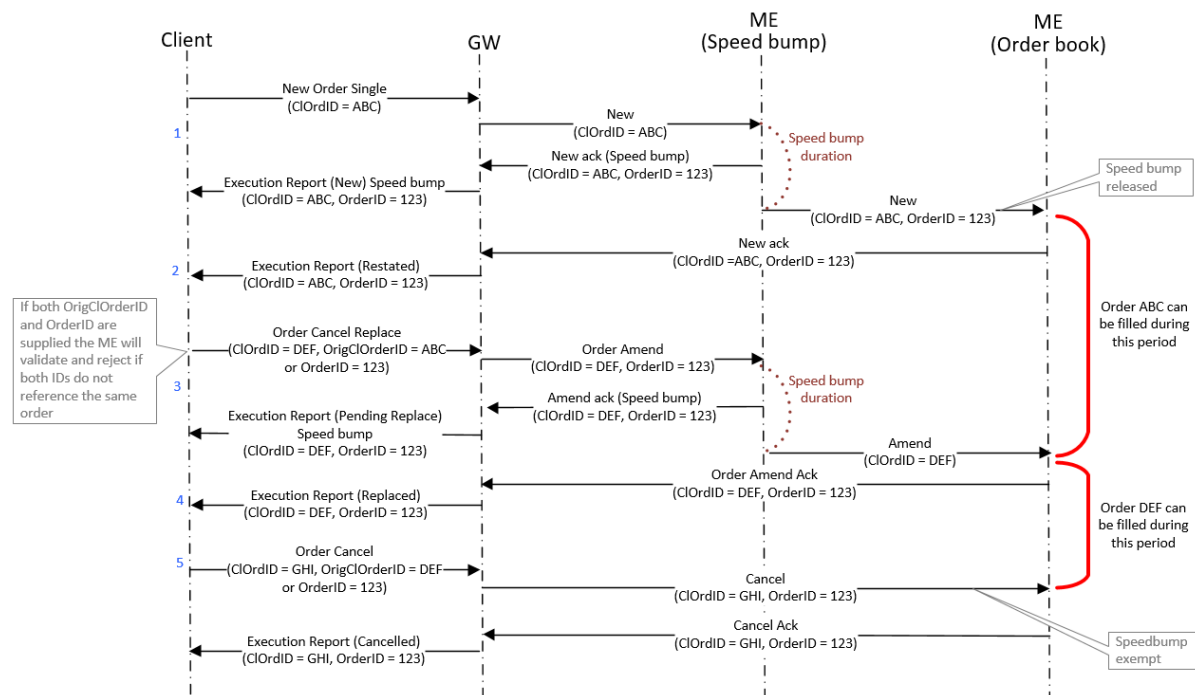 Client
GW
ME
(Speed bump)
ME
(Order book)
New Order Single
(ClOrdID = ABC)
1
New
(ClOrdID = ABC)
Speed bump
duration
New ack (Speed bump)
(ClOrdID = ABC, OrderID = 123)
Execution Report (New) Speed bump
(ClOrdID = ABC, OrderID = 123)
Speed bump
released
New
(ClOrdID = ABC, OrderID = 123)
New ack
(ClOrdID =ABC, OrderID = 123)
2
Execution Report (Restated)
(ClOrdID = ABC, OrderID = 123)
Order ABC can
be filled during
this period
If both OrigClOrderID
and OrderID are
supplied the ME will
validate and reject if
both IDs do not
reference the same
order
Order Cancel Replace
(ClOrdID = DEF, OrigClOrderID = ABC
or OrderID = 123)
3
Order Amend
(ClOrdID = DEF, OrderID = 123)
Speed bump
duration
Amend ack (Speed bump)
(ClOrdID = DEF, OrderID = 123)
Execution Report (Pending Replace)
Speed bump
(ClOrdID = DEF, OrderID = 123)
Amend
(ClOrdID = DEF)
Order Amend Ack
(ClOrdID = DEF, OrderID = 123)
4
Execution Report (Replaced)
(ClOrdID = DEF, OrderID = 123)
Order DEF can
be filled during
this period
5
Order Cancel
(ClOrdID = GHI, OrigClOrderID = DEF
or OrderID = 123)
Cancel
(ClOrdID = GHI, OrderID = 123)
Cancel Ack
(ClOrdID = GHI, OrderID = 123)
Execution Report (Cancelled)
(ClOrdID = GHI, OrderID = 123)
Speedbump
exempt